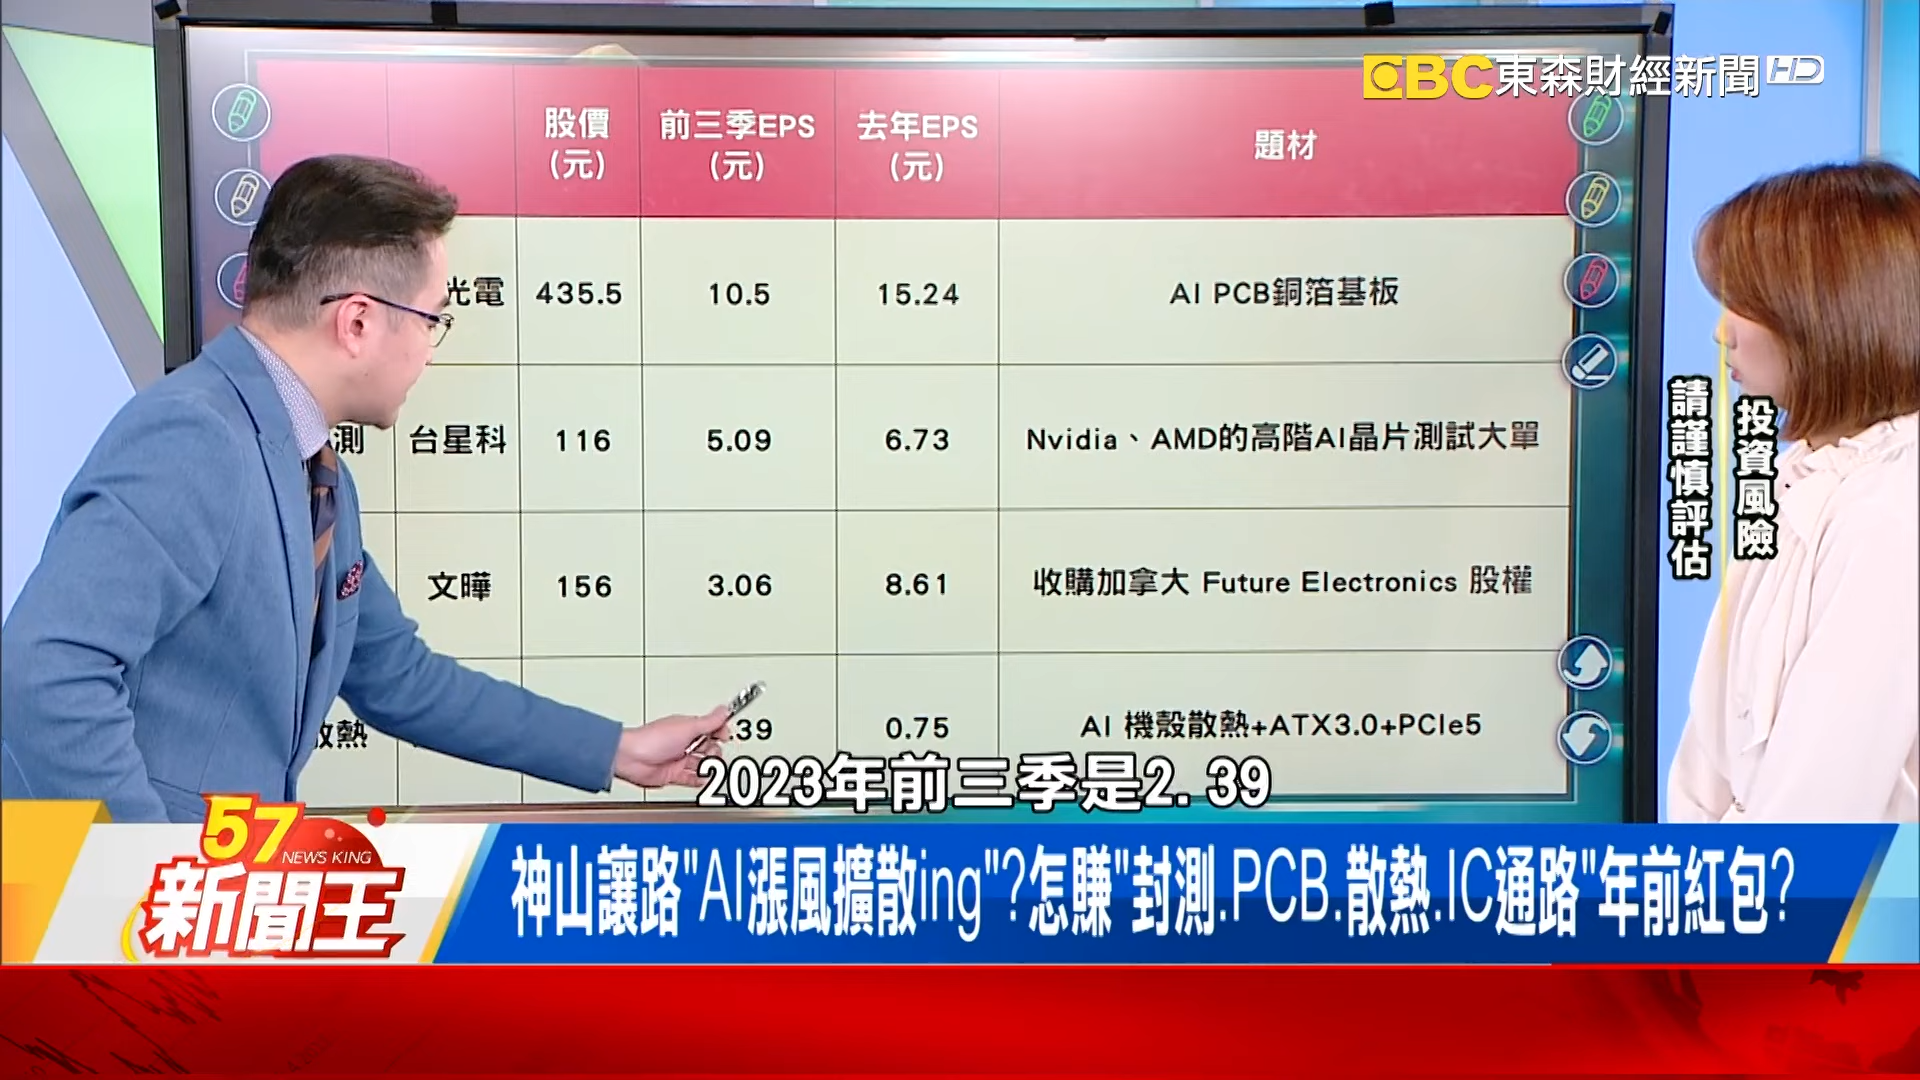 EBC 東森財經新聞 HD
股價(元) 前三季EPS(元) 去年EPS(元) 題材
光電 435.5 10.5 15.24 AI PCB銅箔基板
測 台星科 116 5.09 6.73 Nvidia、AMD的高階AI晶片測試大單
文曄 156 3.06 8.61 收購加拿大 Future Electronics 股權
散熱 .39 0.75 AI 機殼散熱+ATX3.0+PCIe5
投資風險
請謹慎評估
2023年前三季是2.39
57
NEWS KING
新聞王
神山讓路"AI漲風擴散ing"?怎賺"封測.PCB.散熱.IC通路"年前紅包?